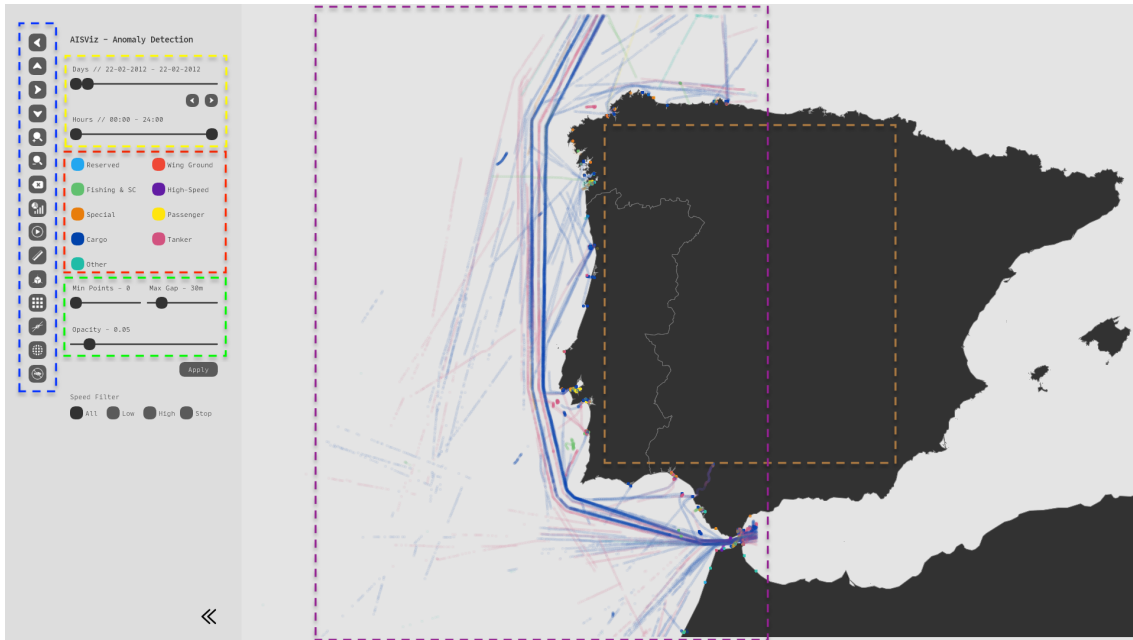 AISViz - Anomaly Detection
Days // 22-02-2012 - 22-02-2012
Hours // 00:00 - 24:00
Reserved Wing Ground
Fishing & SC High-Speed
Special Passenger
Cargo Tanker
Other
Min Points - 0 Max Gap - 30m
Opacity - 0.05
Apply
Speed Filter
All Low High Stop